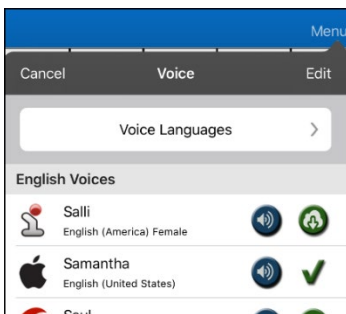 Menu
Cancel Voice Edit
Voice Languages
English Voices
Salli
English (America) Female
Samantha
English (United States)